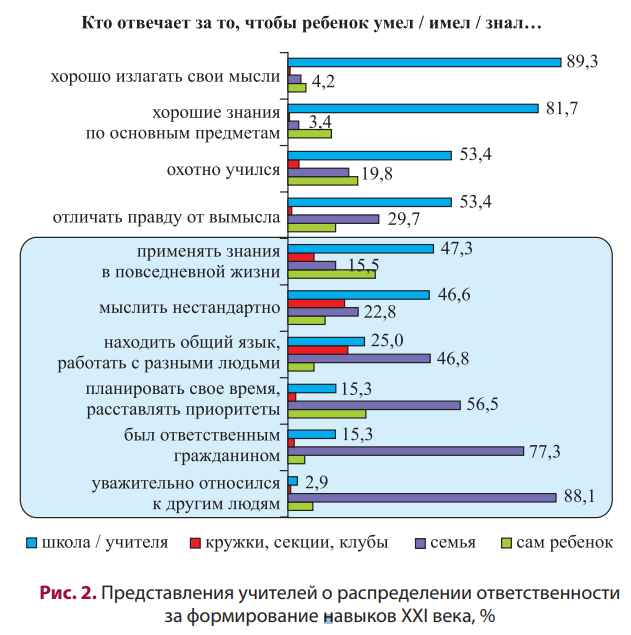 Кто отвечает за то, чтобы ребенок умел / имел / знал…
хорошо излагать свои мысли
89,3
4,2
хорошие знания
по основным предметам
81,7
3,4
охотно учился
53,4
19,8
отличать правду от вымысла
53,4
29,7
применять знания
в повседневной жизни
47,3
15,5
мыслить нестандартно
46,6
22,8
находить общий язык,
работать с разными людьми
25,0
46,8
планировать свое время,
расставлять приоритеты
15,3
56,5
был ответственным
гражданином
15,3
77,3
уважительно относился
к другим людям
2,9
88,1
школа / учителя кружки, секции, клубы семья сам ребенок
Рис. 2. Представления учителей о распределении ответственности
за формирование навыков XXI века, %